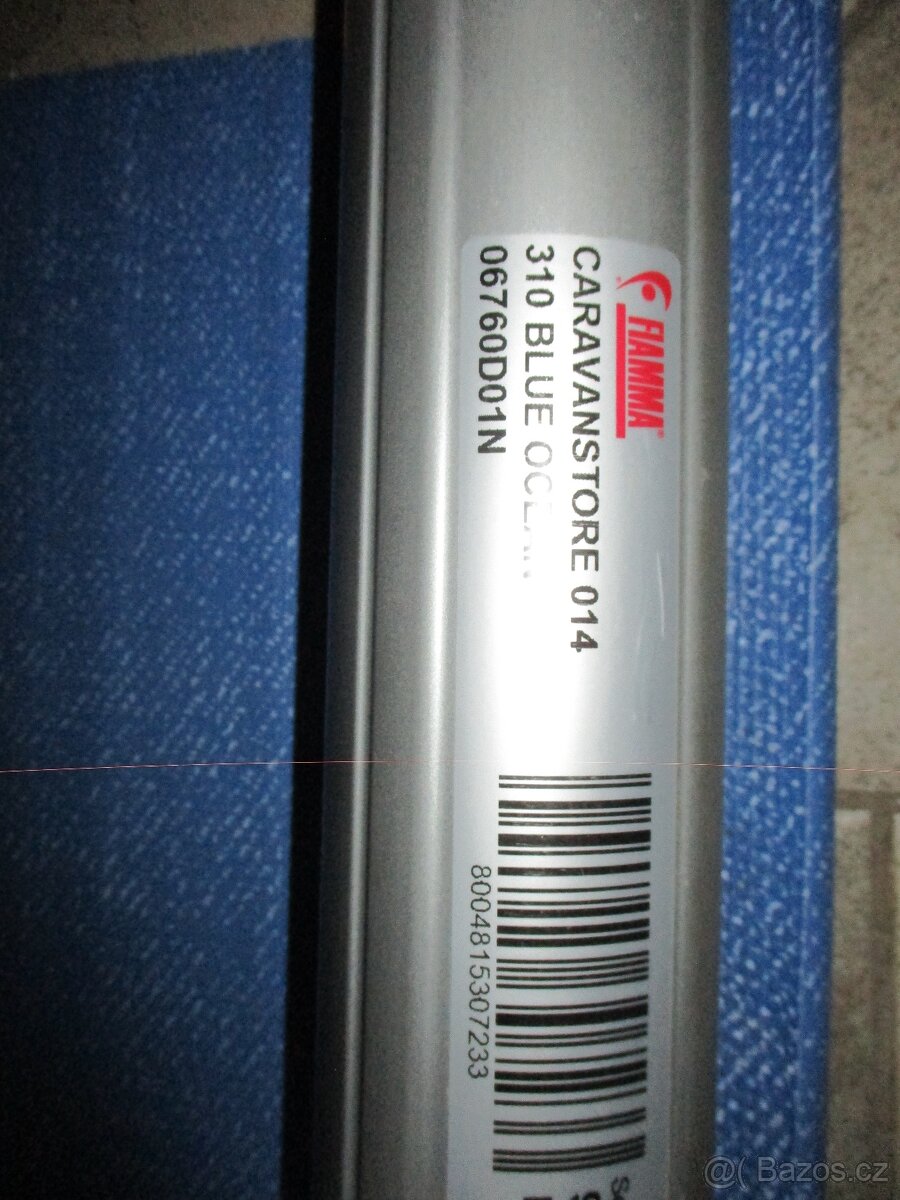 FIAMMA®
CARAVANSTORE 014
310 BLUE OCEAN
06760D01N
8004815307233
@( Bazos.cz